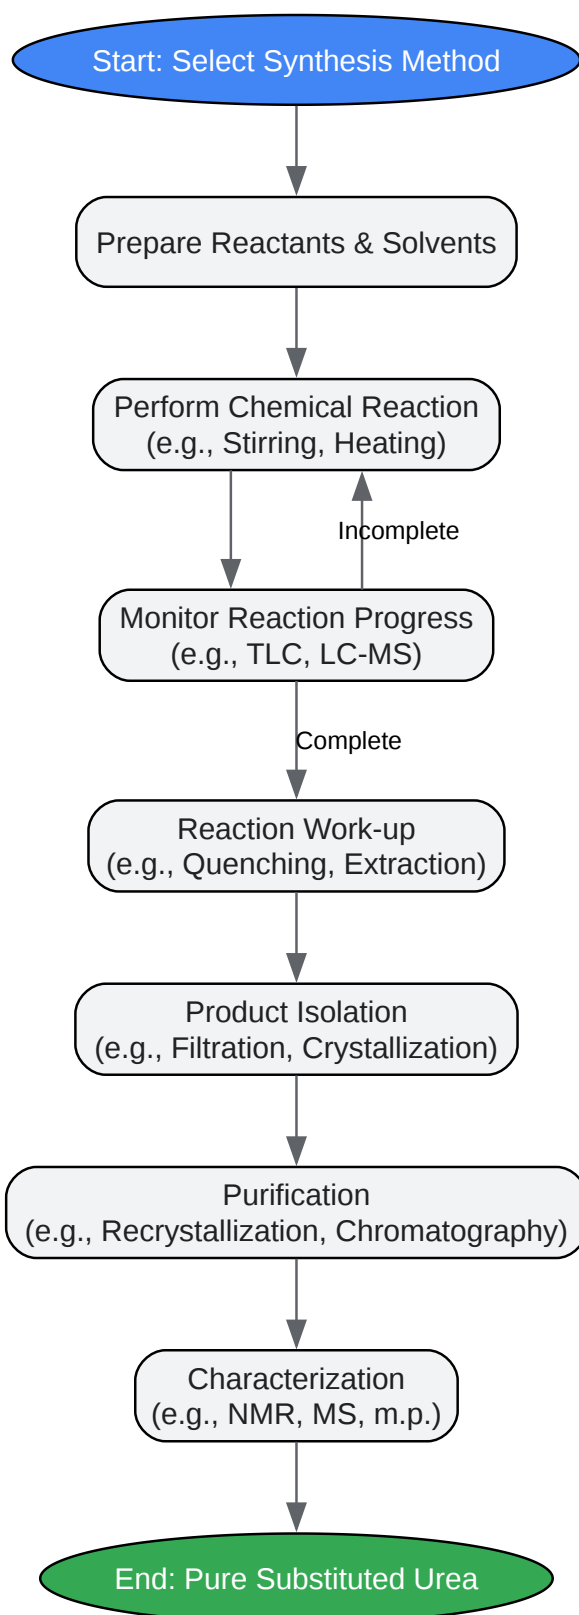 Start: Select Synthesis Method
Prepare Reactants & Solvents
Perform Chemical Reaction
(e.g., Stirring, Heating)
Incomplete
Monitor Reaction Progress
(e.g., TLC, LC-MS)
Complete
Reaction Work-up
(e.g., Quenching, Extraction)
Product Isolation
(e.g., Filtration, Crystallization)
Purification
(e.g., Recrystallization, Chromatography)
Characterization
(e.g., NMR, MS, m.p.)
End: Pure Substituted Urea